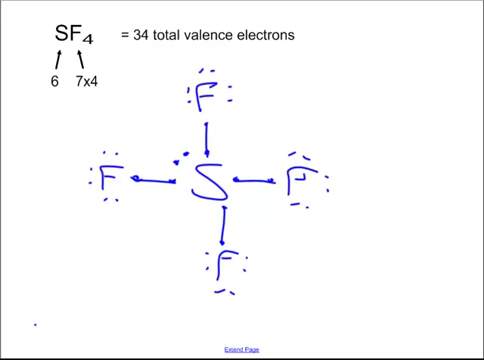 SF₄ = 34 total valence electrons
6 7x4
F
F S F
F
Extend Page